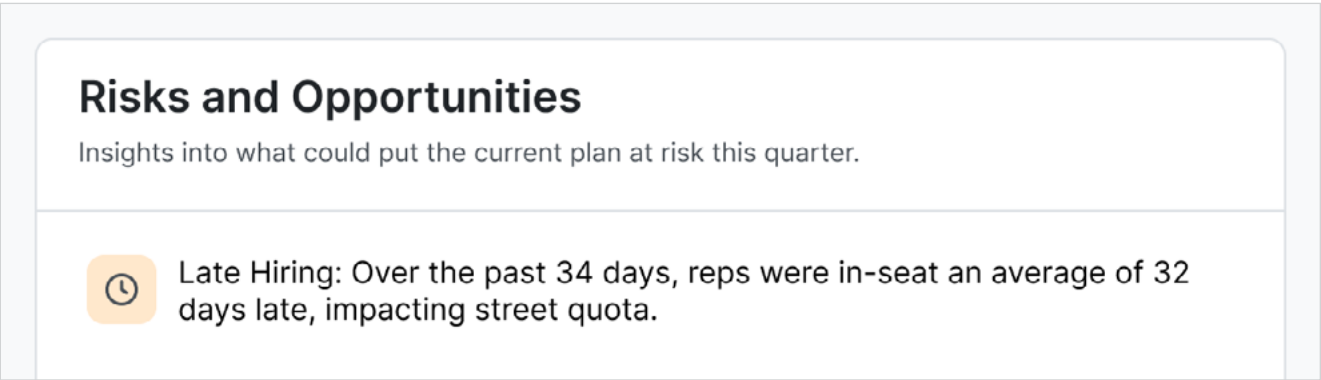 Risks and Opportunities
Insights into what could put the current plan at risk this quarter.
Late Hiring: Over the past 34 days, reps were in-seat an average of 32
days late, impacting street quota.